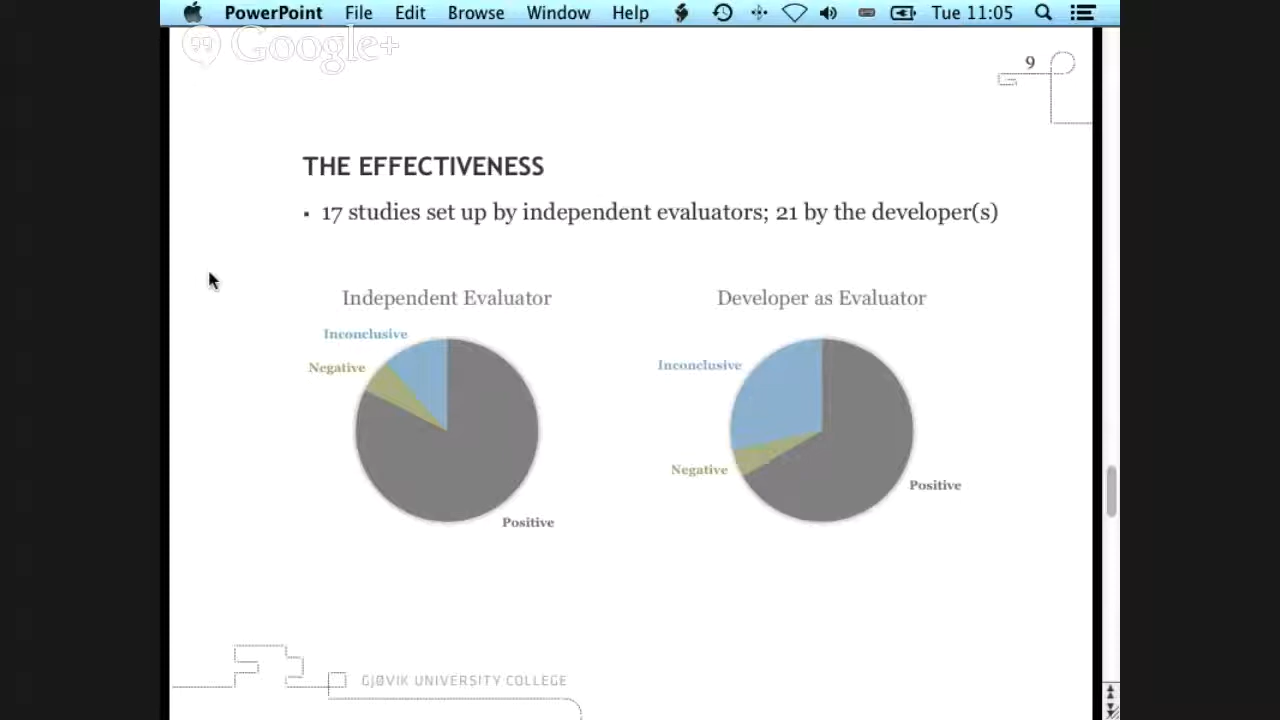 PowerPoint File Edit Browse Window Help Tue 11:05
Google+
9
THE EFFECTIVENESS
▪ 17 studies set up by independent evaluators; 21 by the developer(s)
Independent Evaluator
Developer as Evaluator
Inconclusive
Negative
Positive
Inconclusive
Negative
Positive
GJØVIK UNIVERSITY COLLEGE